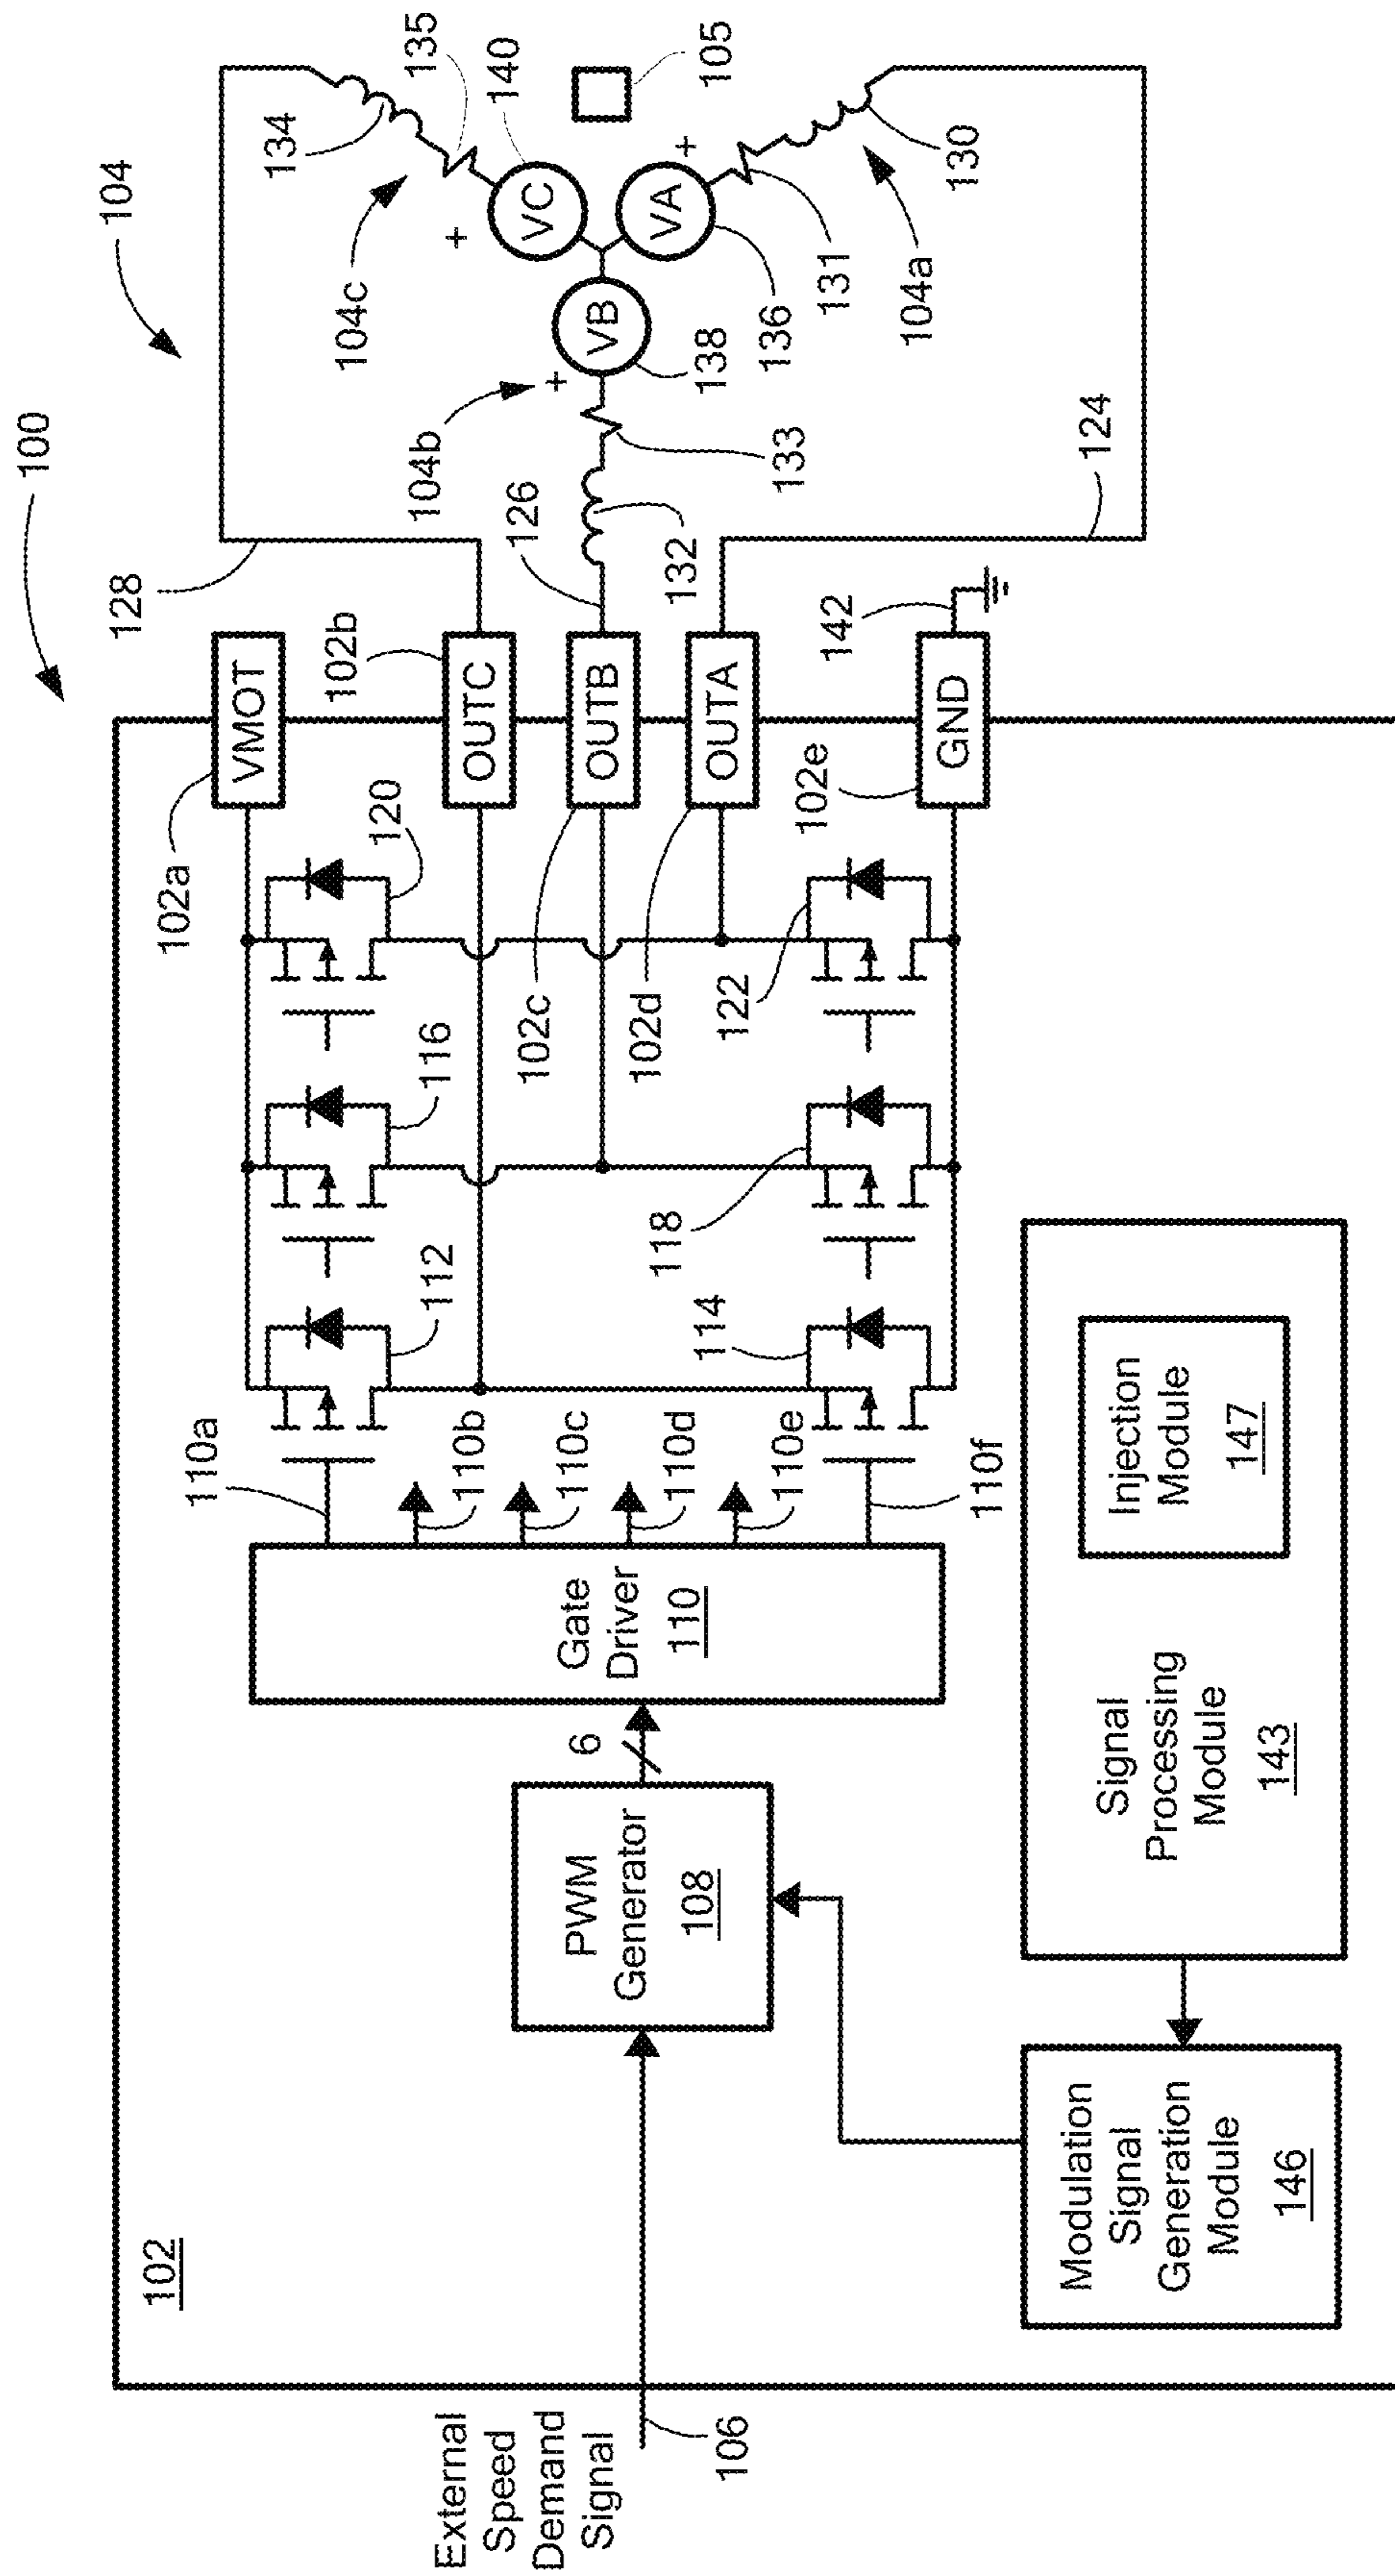 100
102
External
Speed
Demand
Signal
106
PWM
Generator
108
6
Gate
Driver
110
110a
110b
110c
110d
110e
110f
112
114
116
118
120
122
VMOT
102a
OUTC
102b
OUTB
102c
OUTA
102d
GND
102e
142
128
126
124
104
104c
134
135
140
VC
+
105
104b
VB
+
138
133
132
VA
+
136
131
130
104a
Modulation
Signal
Generation
Module
146
Signal
Processing
Module
143
Injection
Module
147